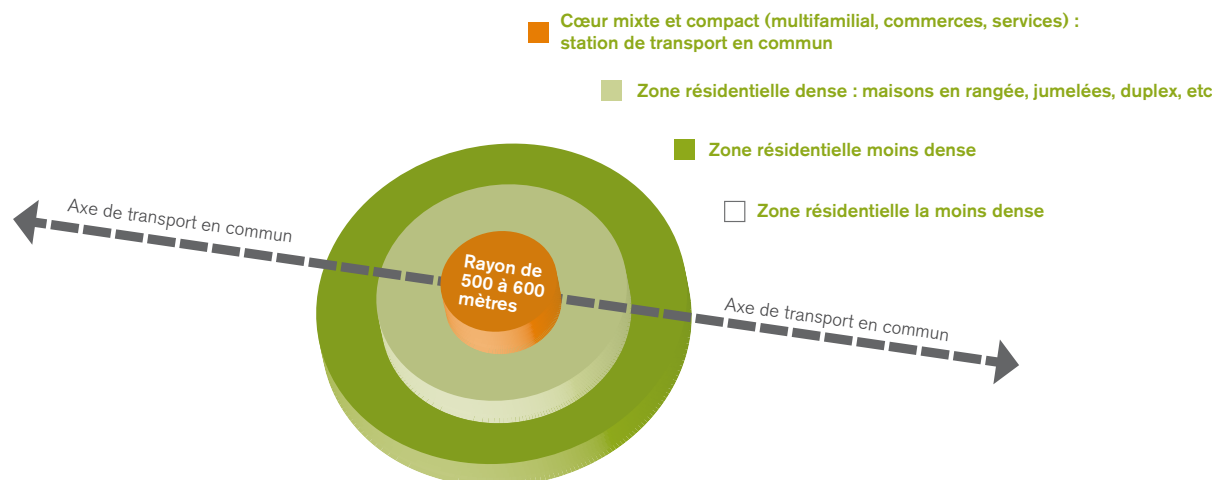 Cœur mixte et compact (multifamilial, commerces, services) :
station de transport en commun
Zone résidentielle dense : maisons en rangée, jumelées, duplex, etc
Zone résidentielle moins dense
Zone résidentielle la moins dense
Axe de transport en commun
Rayon de
500 à 600
mètres
Axe de transport en commun